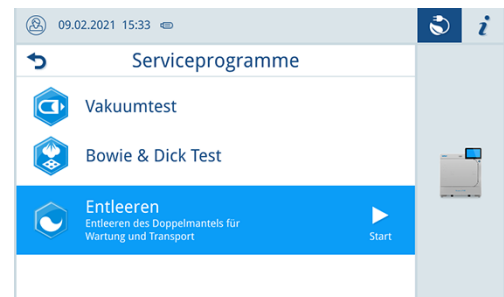 09.02.2021 15:33
i
Serviceprogramme
Vakuumtest
Bowie & Dick Test
Entleeren
Entleeren des Doppelmantels für
Wartung und Transport
Start